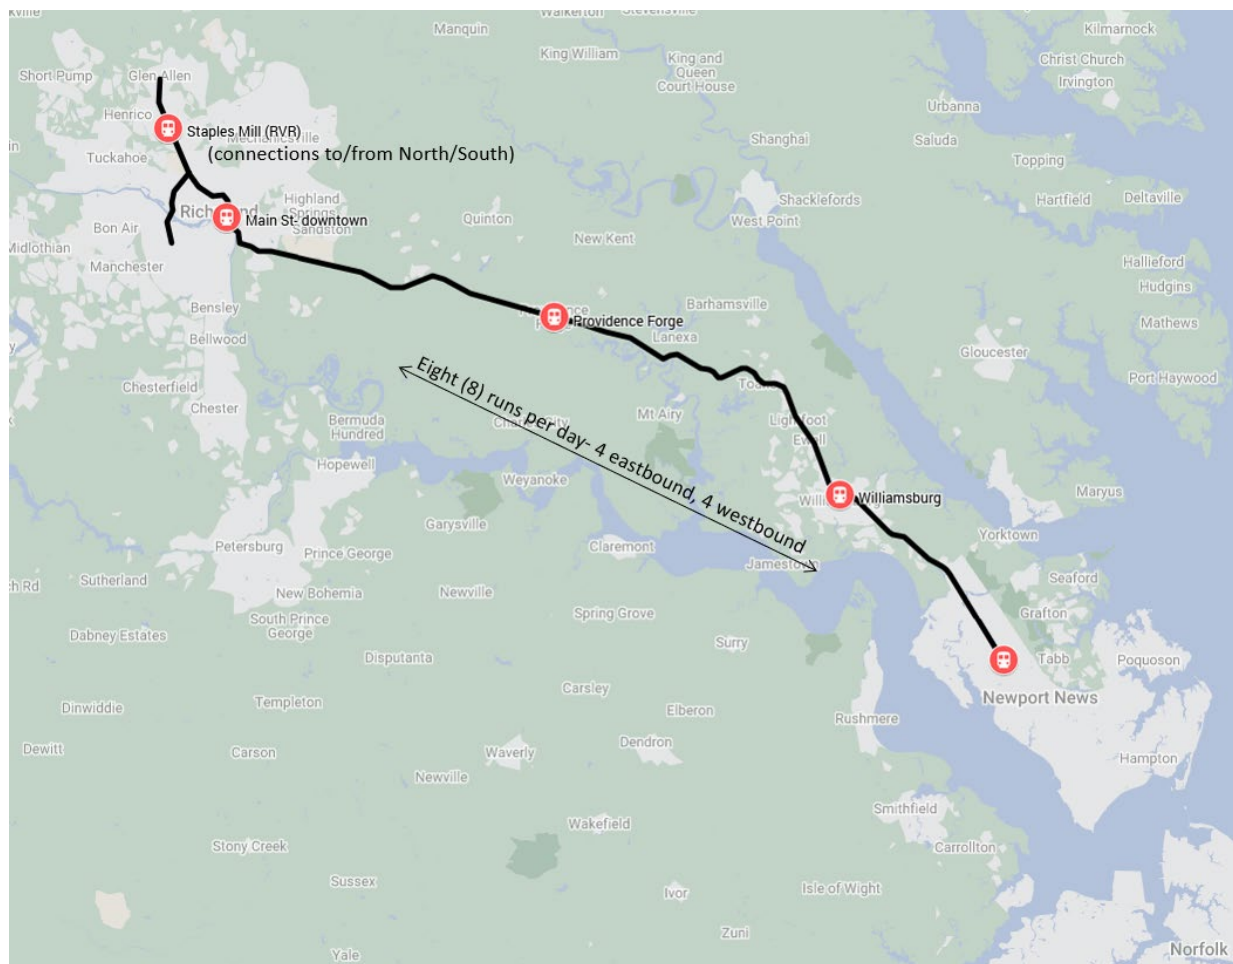 Manquin
King William
King and
Queen
Court House
Kilmarnock
Christ Church
Irvington
Short Pump
Glen Allen
Urbanna
Henrico
Staples Mill (RVR)
(connections to/from North/South)
Shanghai
Saluda
Tuckahoe
Topping
Highland
Springs
Shacklefords
Hartfield
Deltaville
Main St- downtown
Quinton
West Point
Bon Air
Sandston
New Kent
Midlothian
Manchester
Hallieford
Hudgins
Bensley
Barhamsville
Providence Forge
Mathews
Bellwood
Lanexa
Gloucester
Port Haywood
Chesterfield
Chester
Eight (8) runs per day- 4 eastbound, 4 westbound
Bermuda
Hundred
Mt Airy
Lightfoot
Ewell
Hopewell
Weyanoke
Williamsburg
Maryus
Garysville
Petersburg
Prince George
Claremont
Jamestown
Yorktown
Sutherland
New Bohemia
Newville
Seaford
South Prince
George
Spring Grove
Grafton
Dabney Estates
Disputanta
Surry
Tabb
Poquoson
Carsley
Newport News
Dinwiddie
Templeton
Elberon
Rushmere
Dewitt
Carson
Waverly
Dendron
Hampton
Newville
Smithfield
Wakefield
Stony Creek
Carrollton
Sussex
Ivor
Isle of Wight
Zuni
Yale
Norfolk